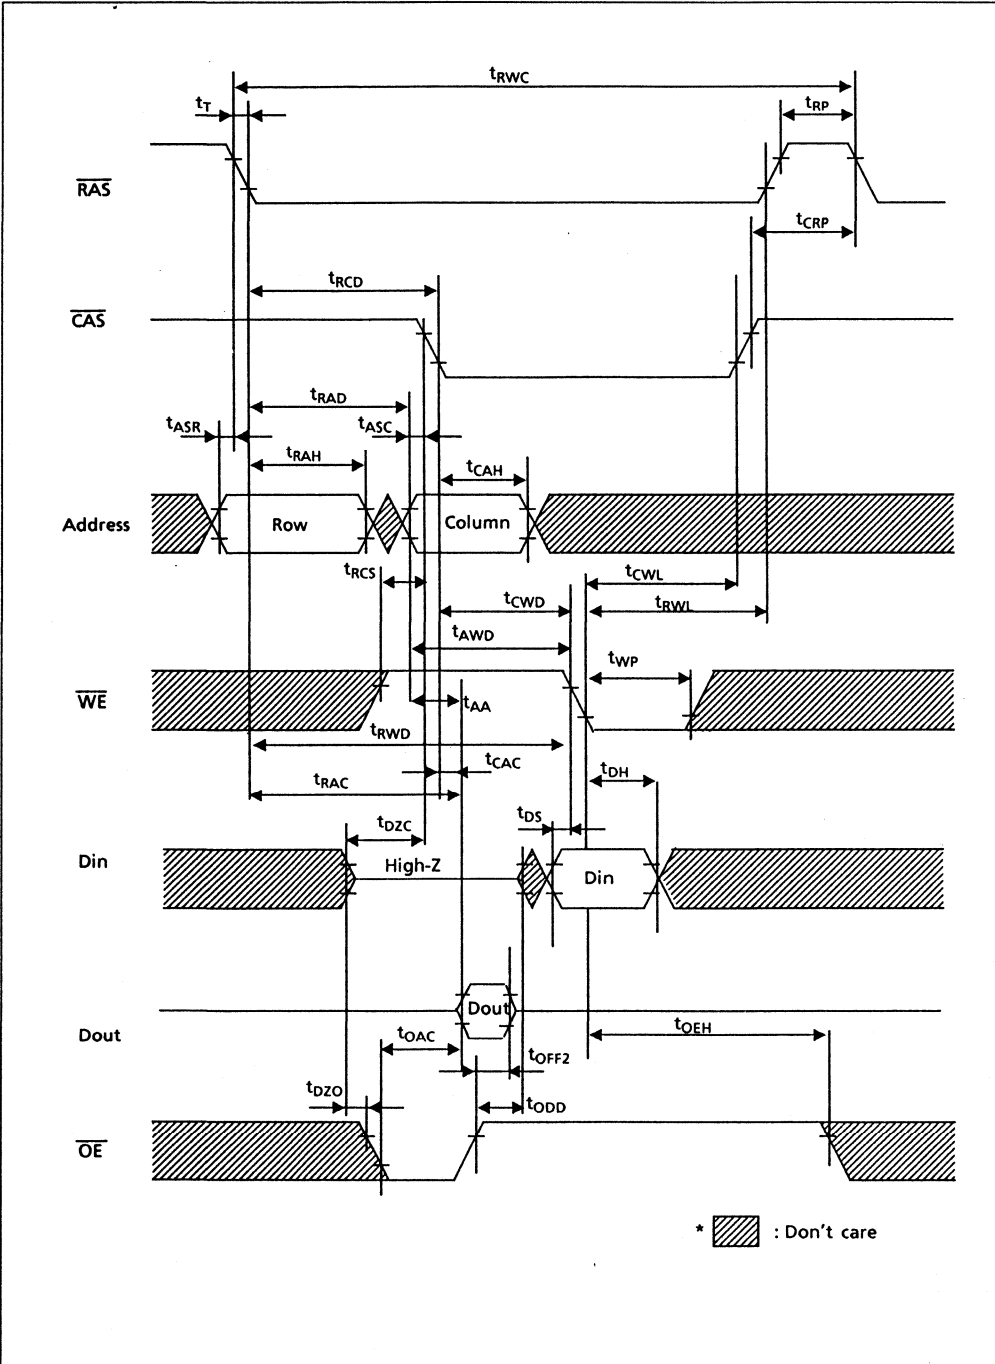 tRWC
tT
tRP
RAS
tCRP
tRCD
CAS
tRAD
tASR
tASC
tRAH
tCAH
Address
Row
Column
tRCS
tCWL
tCWD
tRWL
tAWD
tWP
WE
tAA
tRWD
tCAC
tRAC
tDH
tDS
tDZC
Din
High-Z
Din
Dout
Dout
tOEH
tOAC
tOFF2
tDZO
tODD
OE
* : Don't care